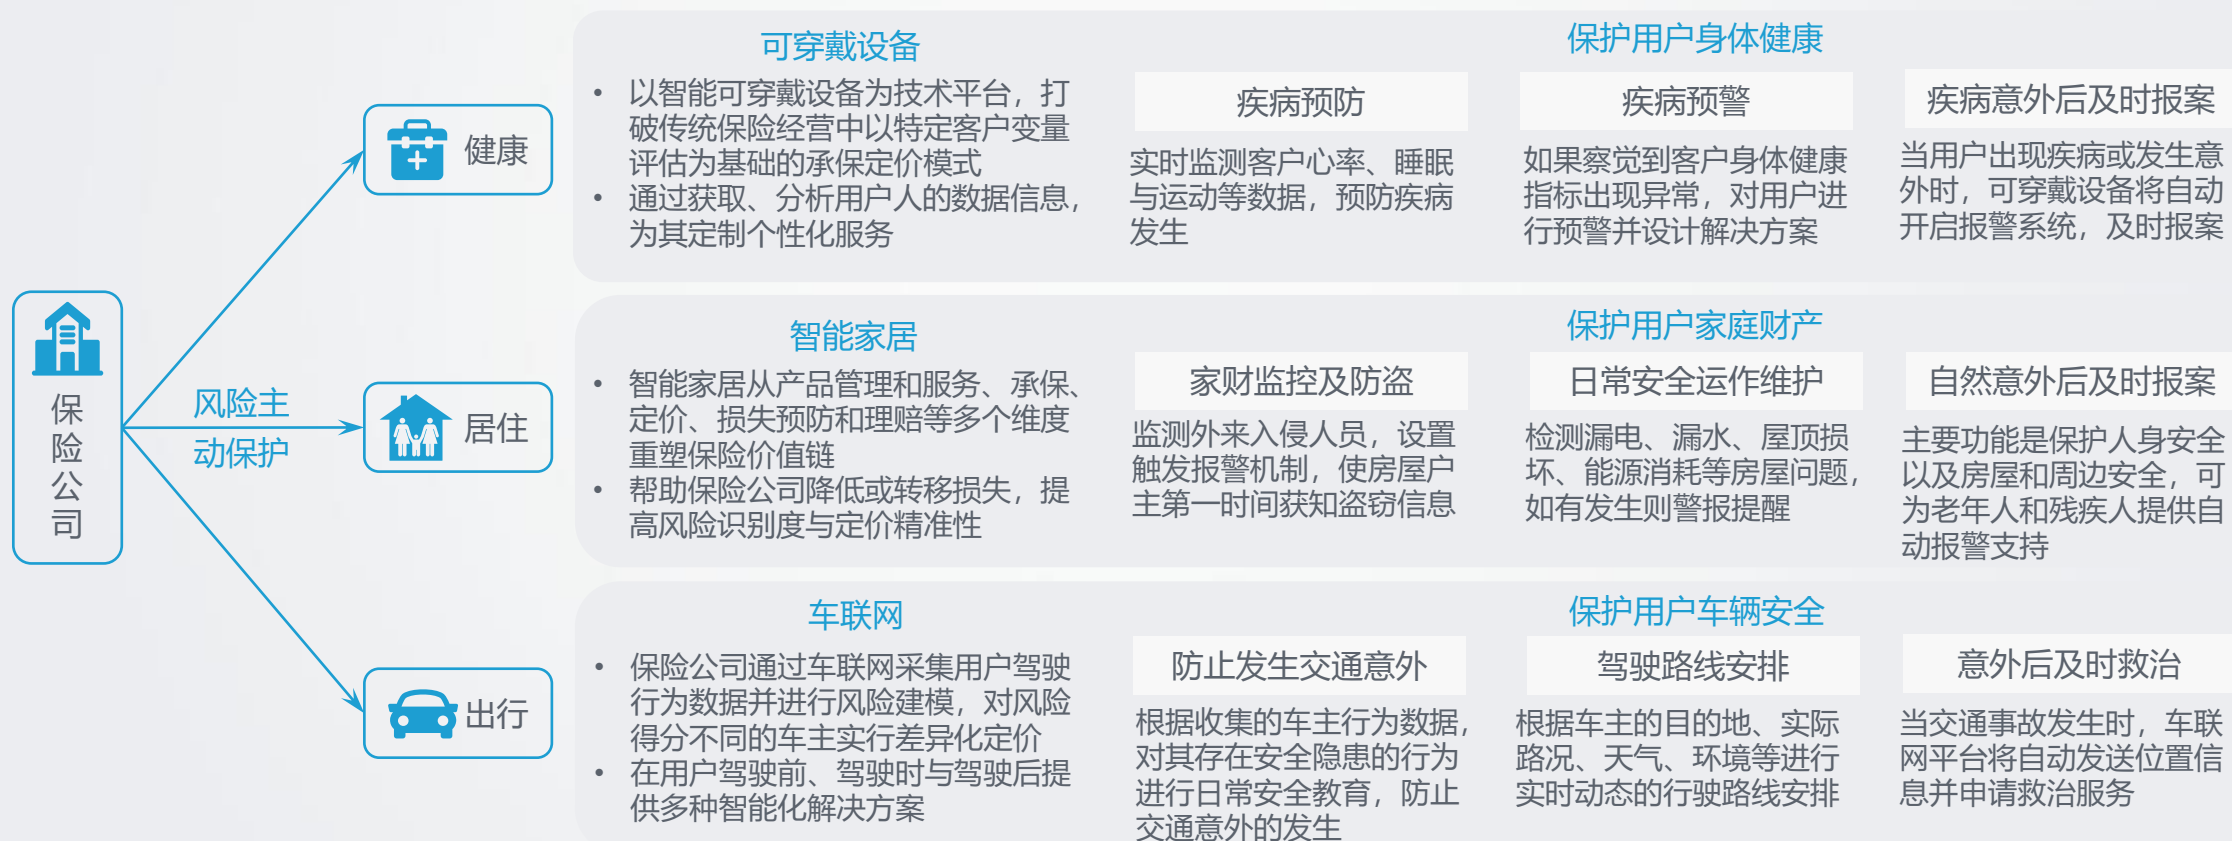 保险公司
风险主
动保护
健康
可穿戴设备
• 以智能可穿戴设备为技术平台，打
破传统保险经营中以特定客户变量
评估为基础的承保定价模式
• 通过获取、分析用户人的数据信息，
为其定制个性化服务
保护用户身体健康
疾病预防
实时监测客户心率、睡眠
与运动等数据，预防疾病
发生
疾病预警
如果察觉到客户身体健康
指标出现异常，对用户进
行预警并设计解决方案
疾病意外后及时报案
当用户出现疾病或发生意
外时，可穿戴设备将自动
开启报警系统，及时报案
居住
智能家居
• 智能家居从产品管理和服务、承保、
定价、损失预防和理赔等多个维度
重塑保险价值链
• 帮助保险公司降低或转移损失，提
高风险识别度与定价精准性
保护用户家庭财产
家财监控及防盗
监测外来入侵人员，设置
触发报警机制，使房屋户
主第一时间获知盗窃信息
日常安全运作维护
检测漏电、漏水、屋顶损
坏、能源消耗等房屋问题，
如有发生则警报提醒
自然意外后及时报案
主要功能是保护人身安全
以及房屋和周边安全，可
为老年人和残疾人提供自
动报警支持
出行
车联网
• 保险公司通过车联网采集用户驾驶
行为数据并进行风险建模，对风险
得分不同的车主实行差异化定价
• 在用户驾驶前、驾驶时与驾驶后提
供多种智能化解决方案
保护用户车辆安全
防止发生交通意外
根据收集的车主行为数据，
对其存在安全隐患的行为
进行日常安全教育，防止
交通意外的发生
驾驶路线安排
根据车主的目的地、实际
路况、天气、环境等进行
实时动态的行驶路线安排
意外后及时救治
当交通事故发生时，车联
网平台将自动发送位置信
息并申请救治服务